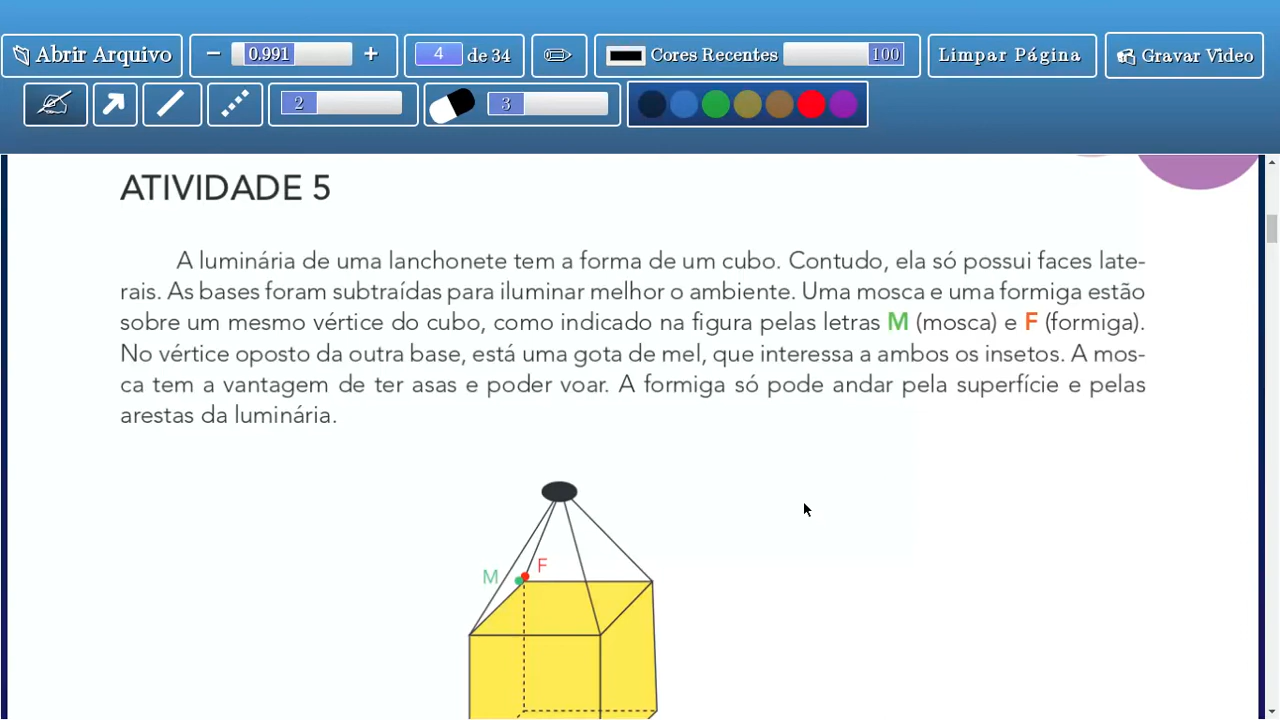 Abrir Arquivo
− 0.991 +
4 de 34
Cores Recentes 100
Limpar Página
Gravar Video
2
3
ATIVIDADE 5
A luminária de uma lanchonete tem a forma de um cubo. Contudo, ela só possui faces late-
rais. As bases foram subtraídas para iluminar melhor o ambiente. Uma mosca e uma formiga estão
sobre um mesmo vértice do cubo, como indicado na figura pelas letras M (mosca) e F (formiga).
No vértice oposto da outra base, está uma gota de mel, que interessa a ambos os insetos. A mos-
ca tem a vantagem de ter asas e poder voar. A formiga só pode andar pela superfície e pelas
arestas da luminária.
F
M